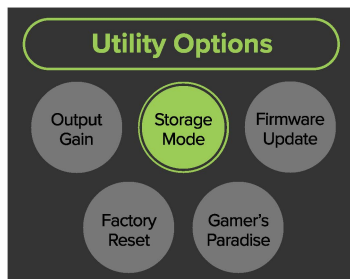 Utility Options
Output
Gain
Storage
Mode
Firmware
Update
Factory
Reset
Gamer's
Paradise